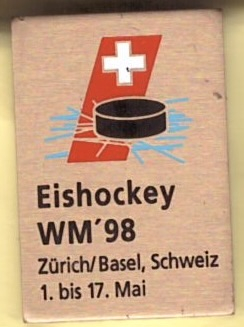 Eishockey
WM´98
Zürich/Basel, Schweiz
1. bis 17. Mai